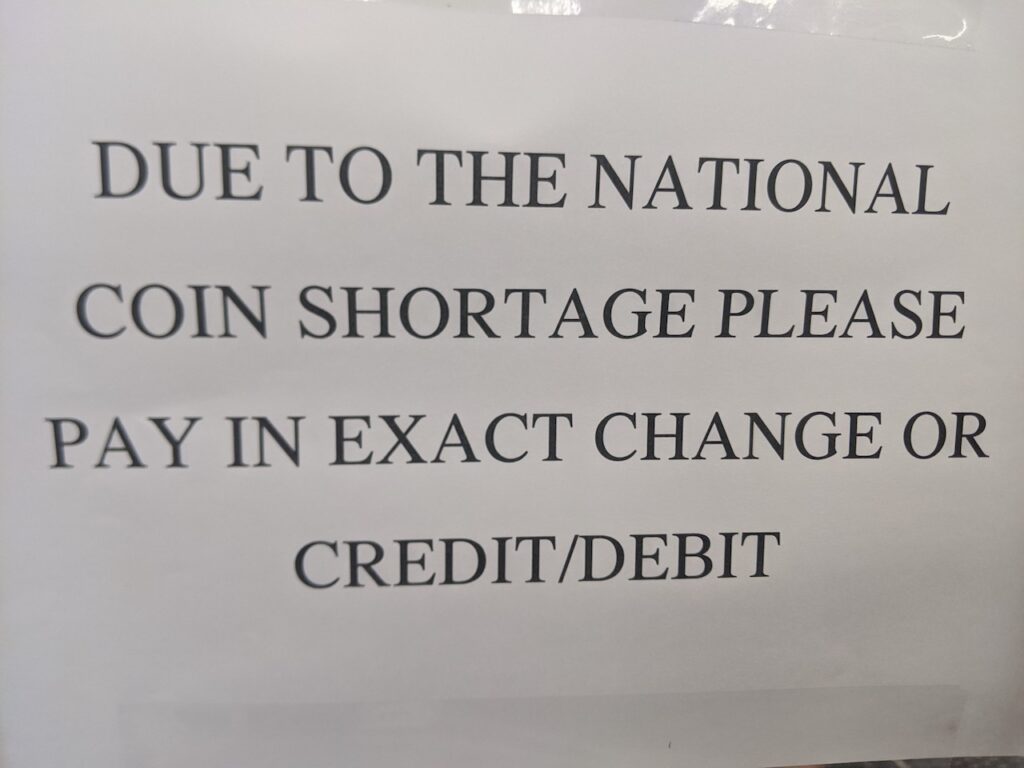 DUE TO THE NATIONAL
COIN SHORTAGE PLEASE
PAY IN EXACT CHANGE OR
CREDIT/DEBIT